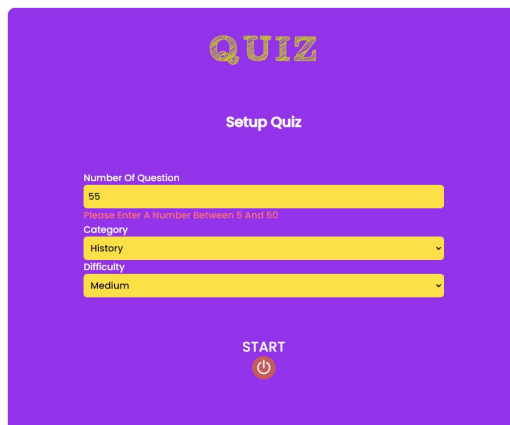 QUIZ
Setup Quiz
Number Of Question
55
Please Enter A Number Between 5 And 50
Category
History
Difficulty
Medium
START